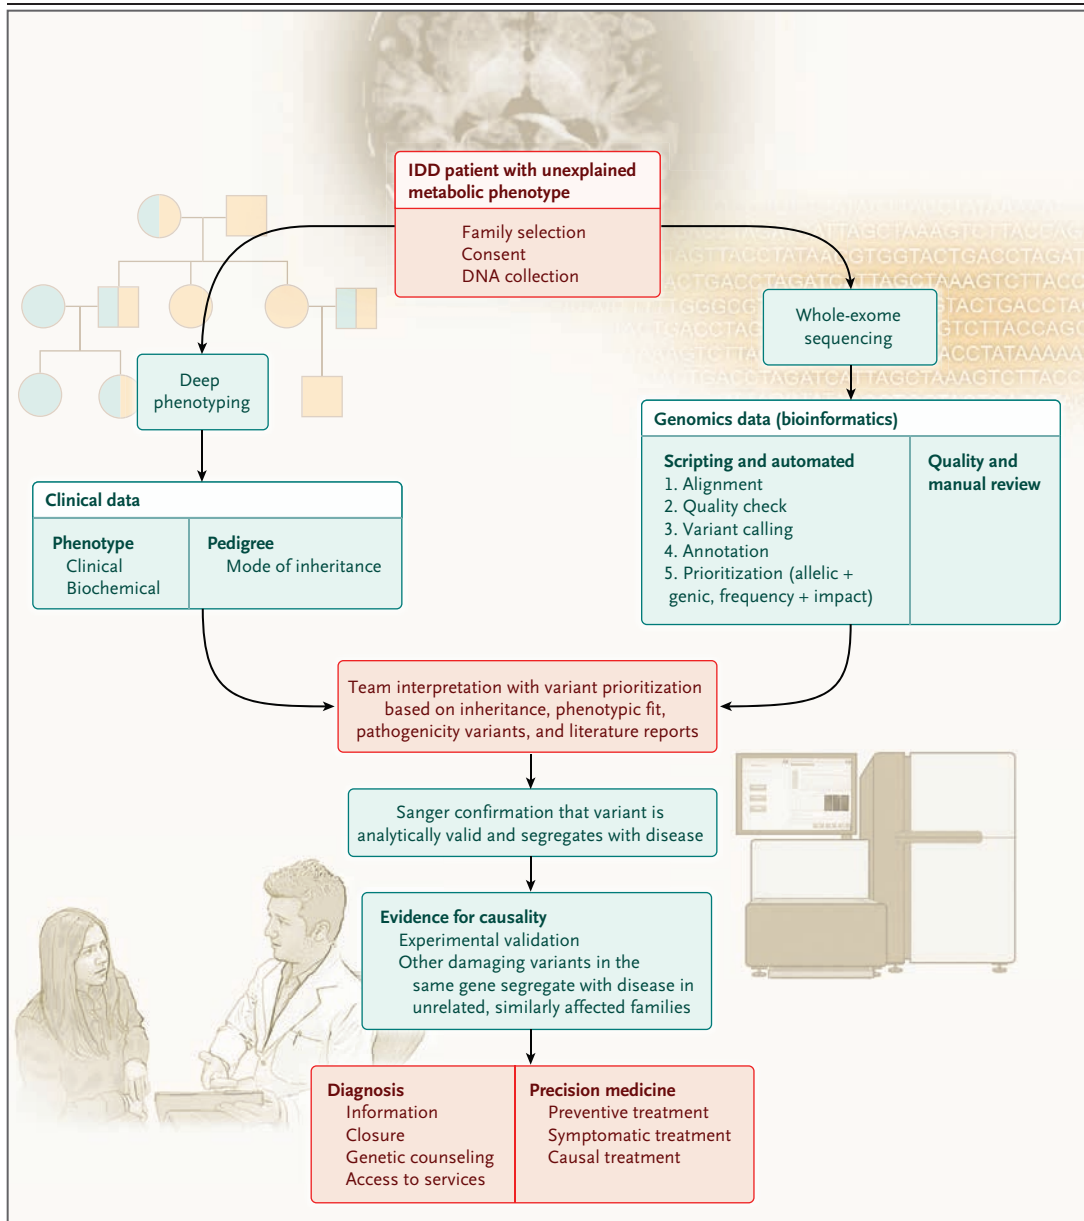 IDD patient with unexplained
metabolic phenotype
Family selection
Consent
DNA collection
Whole-exome
sequencing
Deep
phenotyping
Genomics data (bioinformatics)
Scripting and automated
1. Alignment
2. Quality check
3. Variant calling
4. Annotation
5. Prioritization (allelic +
genic, frequency + impact)
Quality and
manual review
Clinical data
Phenotype
Clinical
Biochemical
Pedigree
Mode of inheritance
Team interpretation with variant prioritization
based on inheritance, phenotypic fit,
pathogenicity variants, and literature reports
Sanger confirmation that variant is
analytically valid and segregates with disease
Evidence for causality
Experimental validation
Other damaging variants in the
same gene segregate with disease in
unrelated, similarly affected families
Diagnosis
Information
Closure
Genetic counseling
Access to services
Precision medicine
Preventive treatment
Symptomatic treatment
Causal treatment